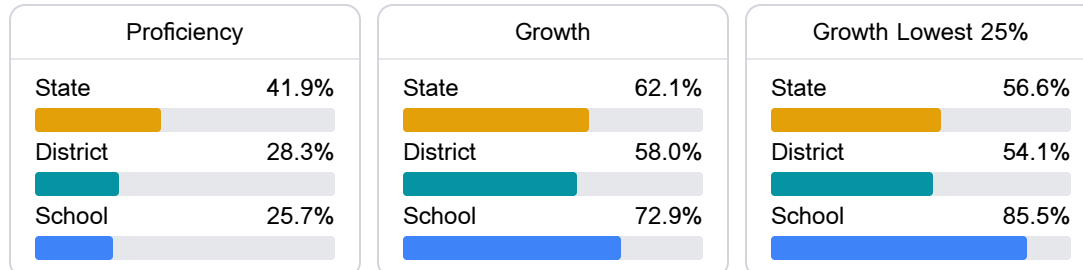 Proficiency
State 41.9%
District 28.3%
School 25.7%
Growth
State 62.1%
District 58.0%
School 72.9%
Growth Lowest 25%
State 56.6%
District 54.1%
School 85.5%